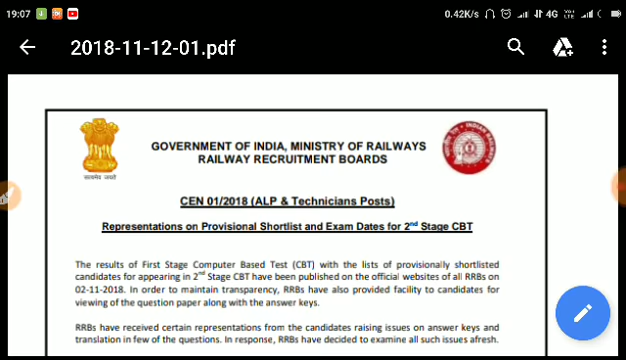 19:07 0.42K/s 4G VoLTE
2018-11-12-01.pdf
GOVERNMENT OF INDIA, MINISTRY OF RAILWAYS
RAILWAY RECRUITMENT BOARDS
सत्यमेव जयते
CEN 01/2018 (ALP & Technicians Posts)
Representations on Provisional Shortlist and Exam Dates for 2nd Stage CBT
The results of First Stage Computer Based Test (CBT) with the lists of provisionally shortlisted
candidates for appearing in 2nd Stage CBT have been published on the official websites of all RRBs on
02-11-2018. In order to maintain transparency, RRBs have also provided facility to candidates for
viewing of the question paper along with the answer keys.
RRBs have received certain representations from the candidates raising issues on answer keys and
translation in few of the questions. In response, RRBs have decided to examine all such issues afresh.